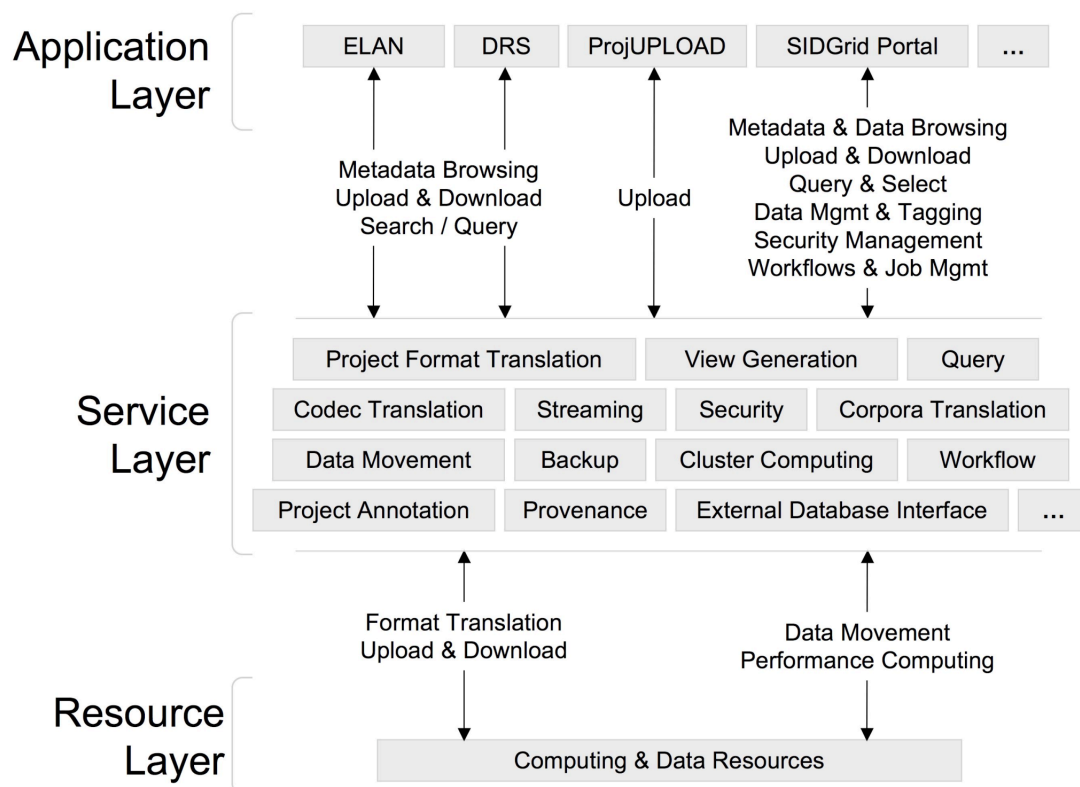 Application
Layer
ELAN
DRS
ProjUPLOAD
SIDGrid Portal
...
Metadata Browsing
Upload & Download
Search / Query
Upload
Metadata & Data Browsing
Upload & Download
Query & Select
Data Mgmt & Tagging
Security Management
Workflows & Job Mgmt
Service
Layer
Project Format Translation
View Generation
Query
Codec Translation
Streaming
Security
Corpora Translation
Data Movement
Backup
Cluster Computing
Workflow
Project Annotation
Provenance
External Database Interface
...
Format Translation
Upload & Download
Data Movement
Performance Computing
Resource
Layer
Computing & Data Resources